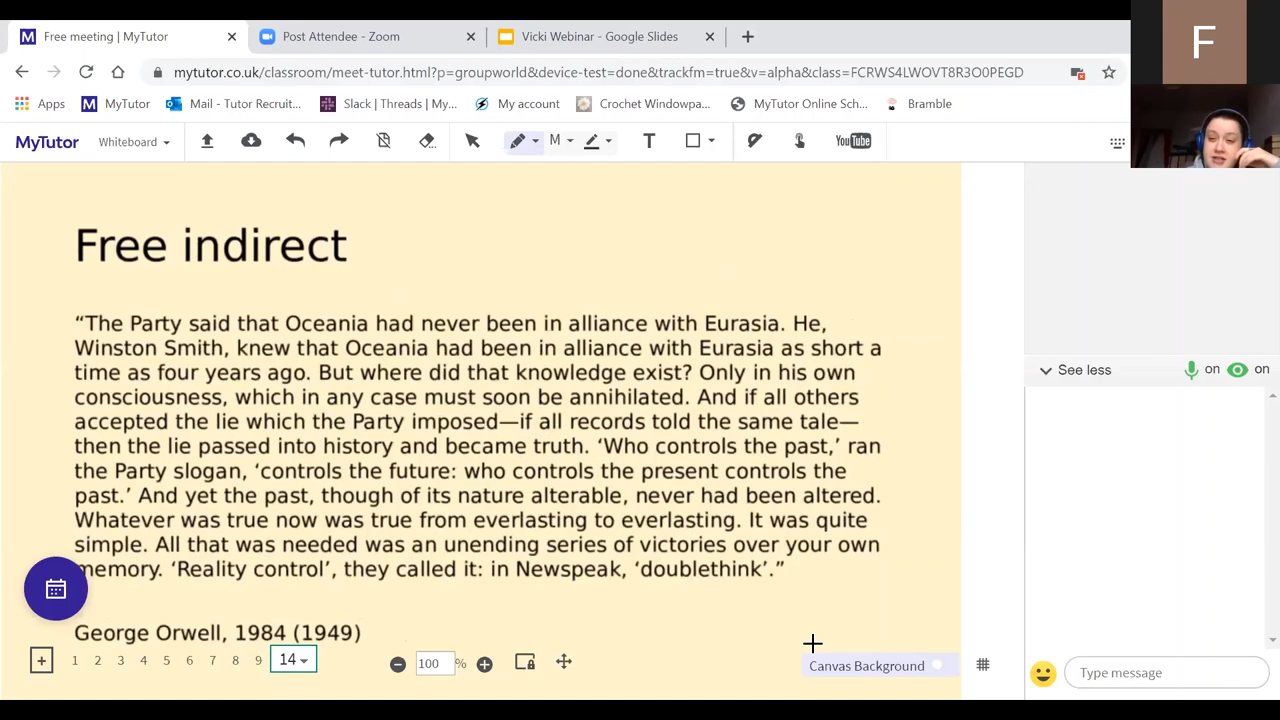 Free meeting | MyTutor
Post Attendee - Zoom
Vicki Webinar - Google Slides
F
mytutor.co.uk/classroom/meet-tutor.html?p=groupworld&device-test=done&trackfm=true&v=alpha&class=FCRWS4LWOVT8R3O0PEGD
Apps
MyTutor
Mail - Tutor Recruit...
Slack | Threads | My...
My account
Crochet Windowpa...
MyTutor Online Sch...
Bramble
MyTutor
Whiteboard
M
T
YouTube
Free indirect
“The Party said that Oceania had never been in alliance with Eurasia. He,
Winston Smith, knew that Oceania had been in alliance with Eurasia as short a
time as four years ago. But where did that knowledge exist? Only in his own
consciousness, which in any case must soon be annihilated. And if all others
accepted the lie which the Party imposed—if all records told the same tale—
then the lie passed into history and became truth. ‘Who controls the past,’ ran
the Party slogan, ‘controls the future: who controls the present controls the
past.’ And yet the past, though of its nature alterable, never had been altered.
Whatever was true now was true from everlasting to everlasting. It was quite
simple. All that was needed was an unending series of victories over your own
memory. ‘Reality control’, they called it: in Newspeak, ‘doublethink’.”
George Orwell, 1984 (1949)
See less
on
on
1 2 3 4 5 6 7 8 9 14
100 %
Canvas Background
Type message